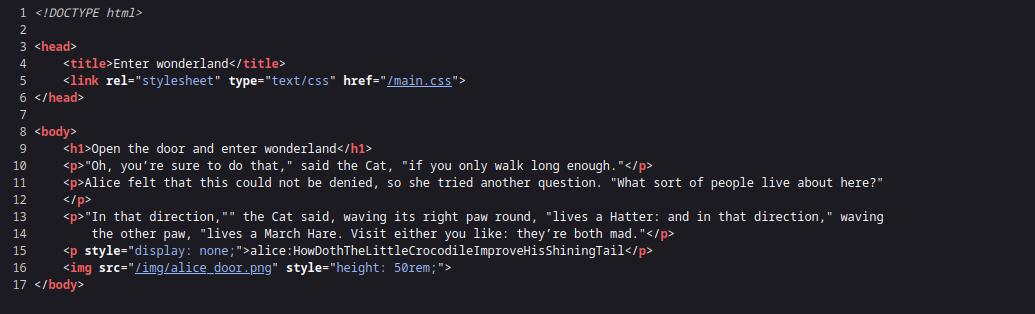 1 <!DOCTYPE html>
2
3 <head>
4     <title>Enter wonderland</title>
5     <link rel="stylesheet" type="text/css" href="/main.css">
6 </head>
7
8 <body>
9     <h1>Open the door and enter wonderland</h1>
10     <p>"Oh, you’re sure to do that," said the Cat, "if you only walk long enough."</p>
11     <p>Alice felt that this could not be denied, so she tried another question. "What sort of people live about here?"
12     </p>
13     <p>"In that direction,"" the Cat said, waving its right paw round, "lives a Hatter: and in that direction," waving
14         the other paw, "lives a March Hare. Visit either you like: they’re both mad."</p>
15     <p style="display: none;">alice:HowDothTheLittleCrocodileImproveHisShiningTail</p>
16     <img src="/img/alice_door.png" style="height: 50rem;">
17 </body>